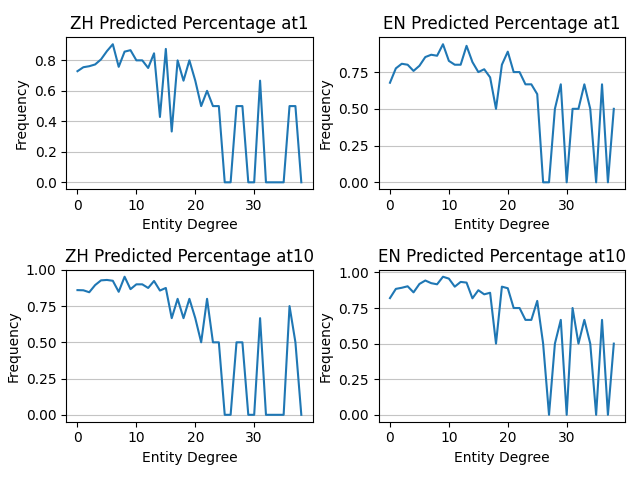 ZH Predicted Percentage at1
Frequency
0.8
0.6
0.4
0.2
0.0
0 10 20 30
Entity Degree
EN Predicted Percentage at1
Frequency
0.75
0.50
0.25
0.00
0 10 20 30
Entity Degree
ZH Predicted Percentage at10
Frequency
1.00
0.75
0.50
0.25
0.00
0 10 20 30
Entity Degree
EN Predicted Percentage at10
Frequency
1.00
0.75
0.50
0.25
0.00
0 10 20 30
Entity Degree